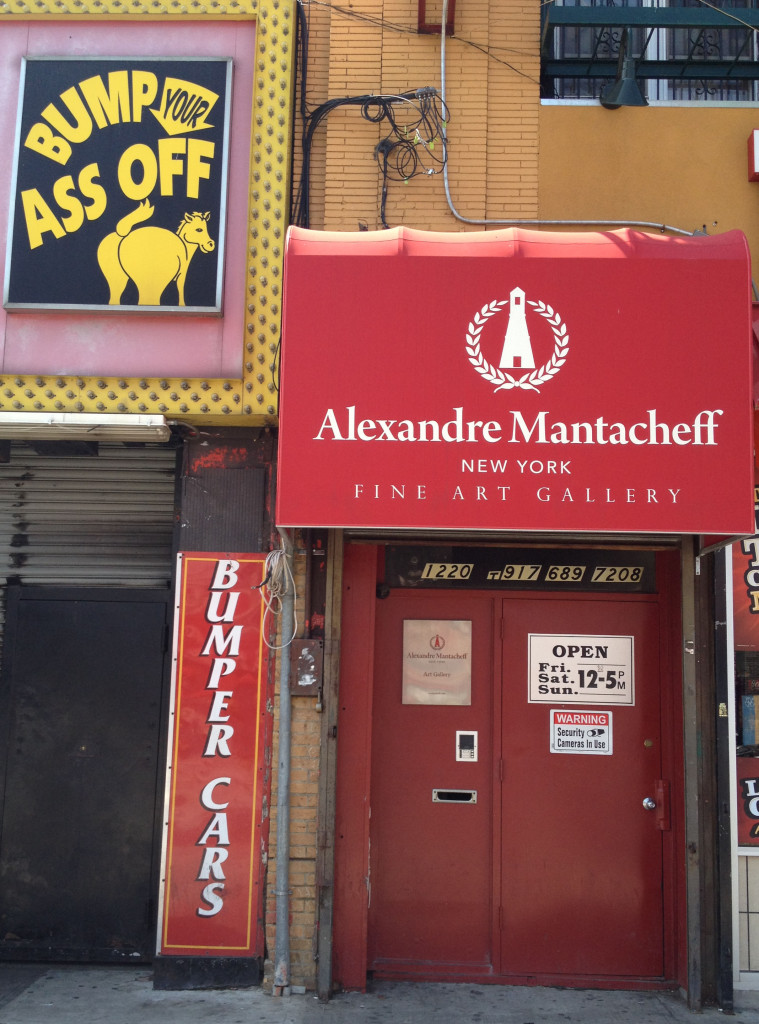 BUMP YOUR
ASS OFF
BUMPER CARS
Alexandre Mantacheff
NEW YORK
FINE ART GALLERY
1220 T 917 689 7208
Alexandre Mantacheff
Art Gallery
OPEN
Fri.
Sat. 12-5 PM
Sun.
WARNING
Security
Cameras In Use